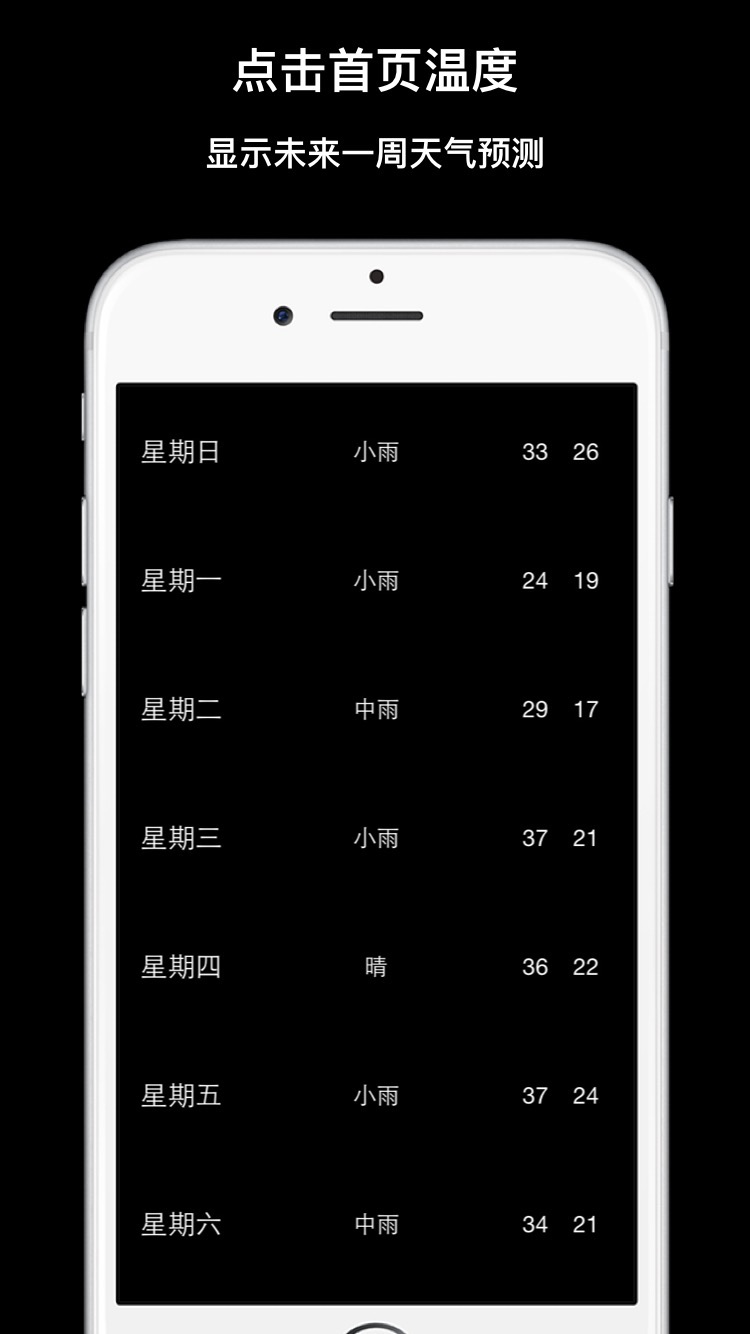 点击首页温度
显示未来一周天气预测
星期日 小雨 33 26
星期一 小雨 24 19
星期二 中雨 29 17
星期三 小雨 37 21
星期四 晴 36 22
星期五 小雨 37 24
星期六 中雨 34 21